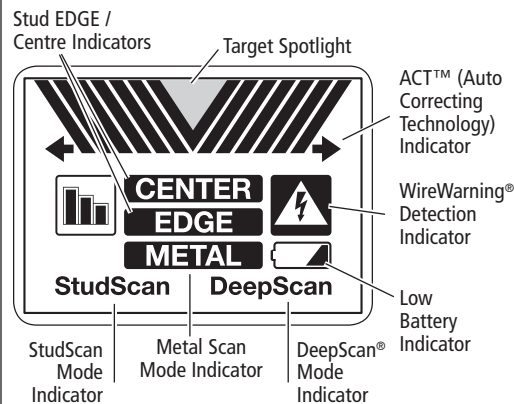 Stud EDGE /
Centre Indicators
Target Spotlight
ACT™ (Auto
Correcting
Technology)
Indicator
CENTER
EDGE
METAL
StudScan DeepScan
WireWarning®
Detection
Indicator
Low
Battery
Indicator
StudScan
Mode
Indicator
Metal Scan
Mode Indicator
DeepScan®
Mode
Indicator